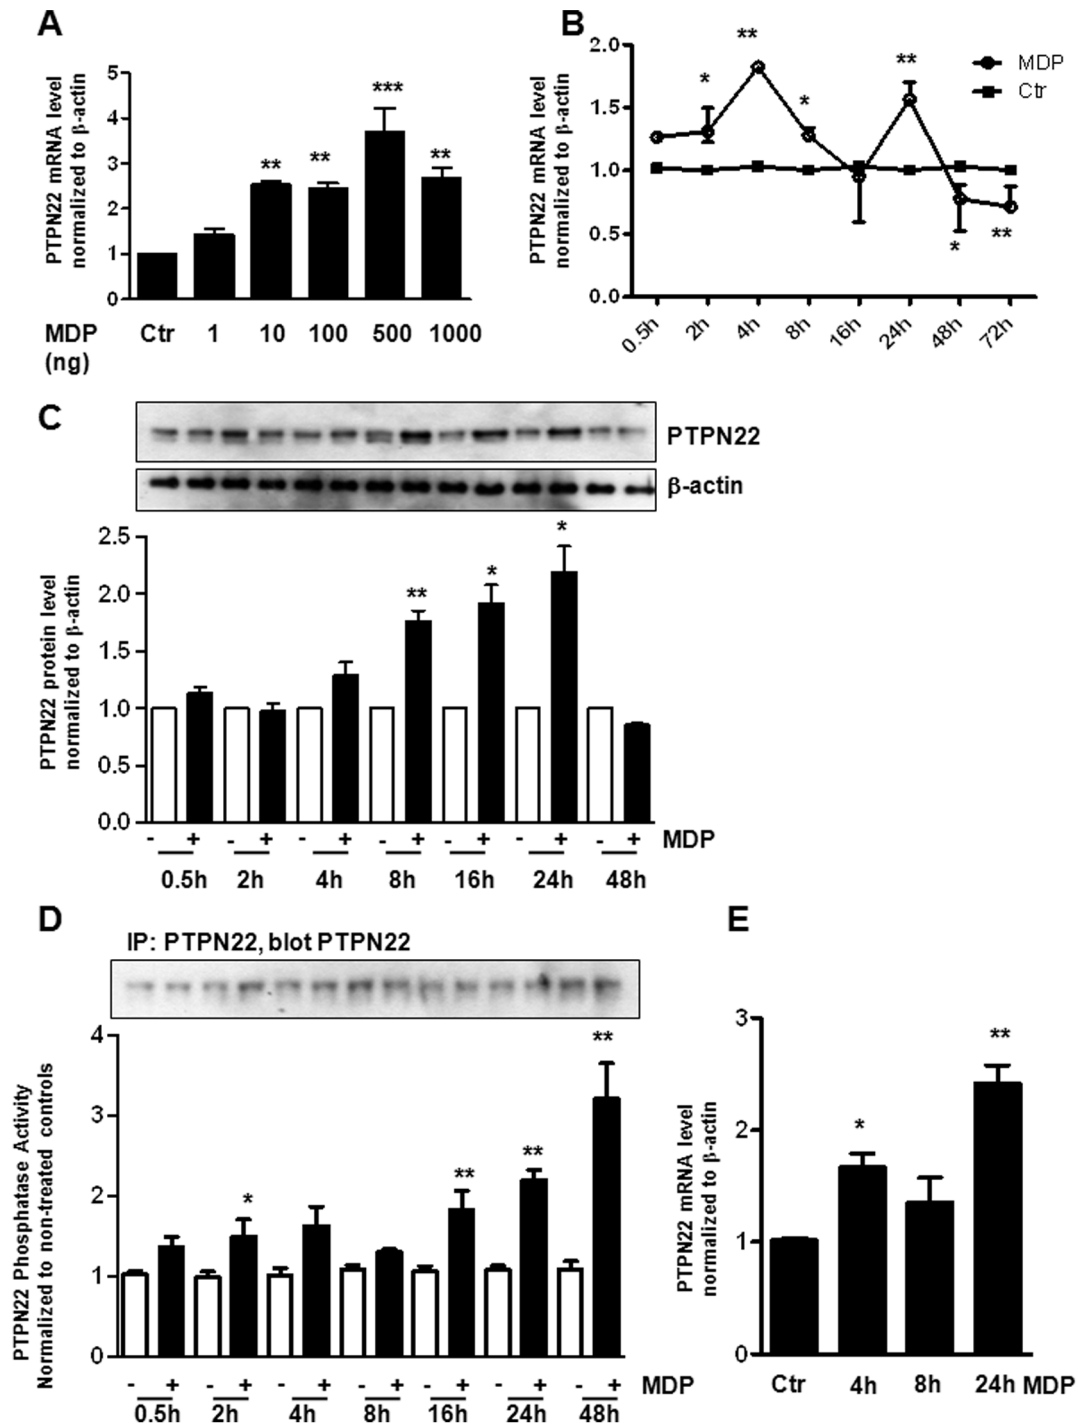 A
PTPN22 mRNA level
normalized to β-actin
5
4
3
2
1
0
** ** *** **
MDP
(ng)
Ctr 1 10 100 500 1000
B
PTPN22 mRNA level
normalized to β-actin
2.0
1.5
1.0
0.5
0.0
* ** * ** * **
MDP
Ctr
0.5h 2h 4h 8h 16h 24h 48h 72h
C
PTPN22
β-actin
PTPN22 protein level
normalized to β-actin
2.5
2.0
1.5
1.0
0.5
0.0
** * *
- + - + - + - + - + - + - + MDP
0.5h 2h 4h 8h 16h 24h 48h
D
IP: PTPN22, blot PTPN22
PTPN22 Phosphatase Activity
Normalized to non-treated controls
4
3
2
1
0
* ** ** **
- + - + - + - + - + - + - + MDP
0.5h 2h 4h 8h 16h 24h 48h
E
PTPN22 mRNA level
normalized to β-actin
3
2
1
0
* **
Ctr 4h 8h 24h MDP